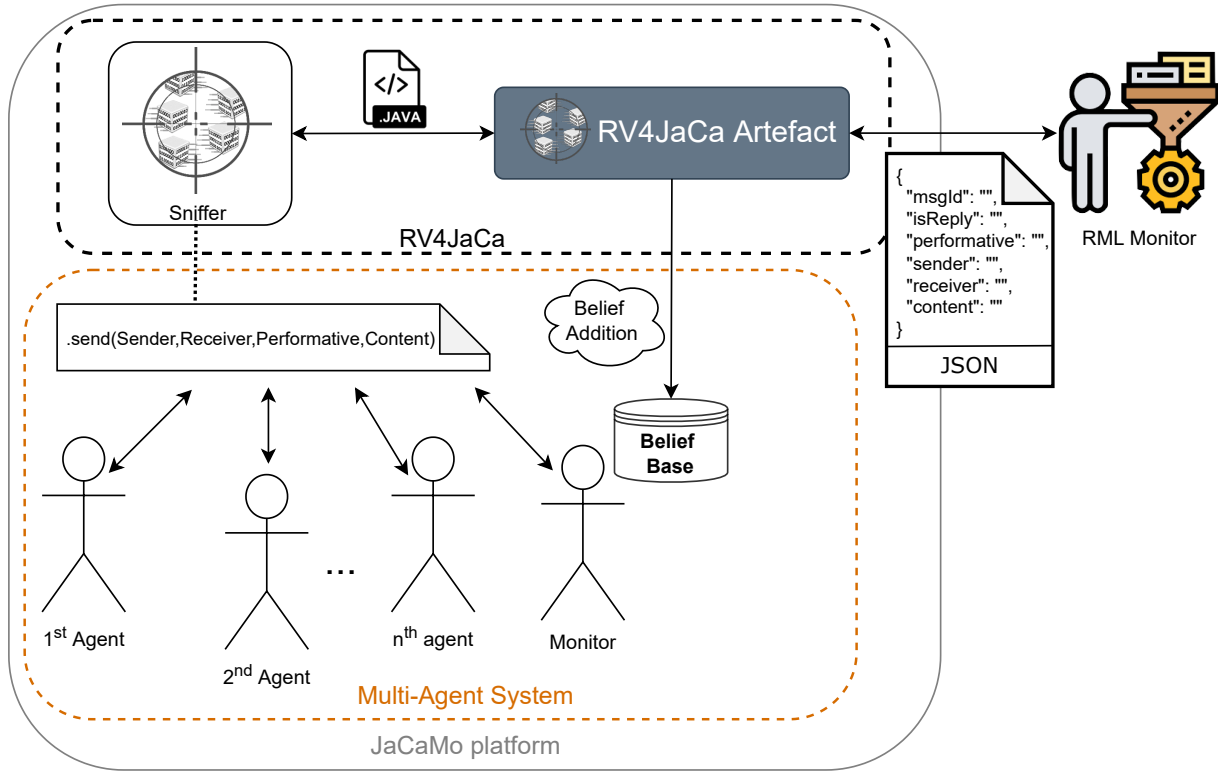 </>
.JAVA
RV4JaCa Artefact
Sniffer
RV4JaCa
{
"msgId": "",
"isReply": "",
"performative": "",
"sender": "",
"receiver": "",
"content": ""
}
JSON
RML Monitor
.send(Sender,Receiver,Performative,Content)
Belief
Addition
Belief
Base
1st Agent
2nd Agent
...
nth agent
Monitor
Multi-Agent System
JaCaMo platform